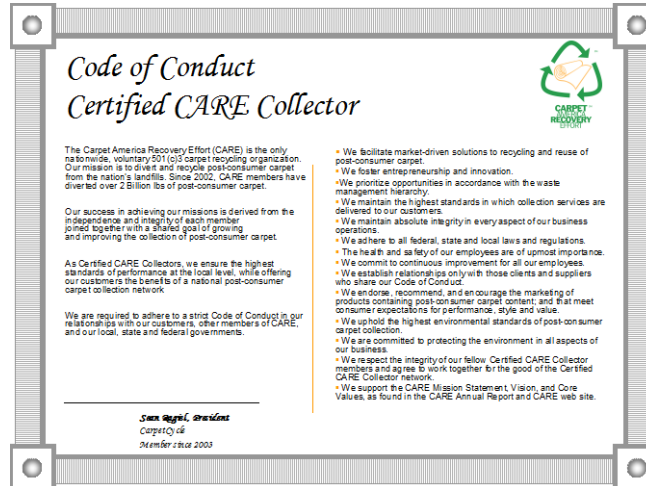 Code of Conduct
Certified CARE Collector
CARPET
AMERICA
RECOVERY
EFFORT
The Carpet America Recovery Effort (CARE) is the only
nationwide, voluntary 501(c)3 carpet recycling organization.
Our mission is to divert and recycle post-consumer carpet
from the nation's landfills. Since 2002, CARE members have
diverted over 2 Billion lbs of post-consumer carpet.
Our success in achieving our missions is derived from the
independence and integrity of each member
joined together with a shared goal of growing
and improving the collection of post-consumer carpet.
As Certified CARE Collectors, we ensure the highest
standards of performance at the local level, while offering
our customers the benefits of a national post-consumer
carpet collection network
We are required to adhere to a strict Code of Conduct in our
relationships with our customers, other members of CARE,
and our local, state and federal governments.
Sean Ragiel, President
CarpetCycle
Member since 2003
• We facilitate market-driven solutions to recycling and reuse of
post-consumer carpet.
• We foster entrepreneurship and innovation.
•We prioritize opportunities in accordance with the waste
management hierarchy.
• We maintain the highest standards in which collection services are
delivered to our customers.
• We maintain absolute integrity in every aspect of our business
operations.
• We adhere to all federal, state and local laws and regulations.
• The health and safety of our employees are of upmost importance.
• We commit to continuous improvement for all our employees.
• We establish relationships only with those clients and suppliers
who share our Code of Conduct.
• We endorse, recommend, and encourage the marketing of
products containing post-consumer carpet content; and that meet
consumer expectations for performance, style and value.
• We uphold the highest environmental standards of post-consumer
carpet collection.
• We are committed to protecting the environment in all aspects of
our business.
• We respect the integrity of our fellow Certified CARE Collector
members and agree to work together for the good of the Certified
CARE Collector network.
• We support the CARE Mission Statement, Vision, and Core
Values, as found in the CARE Annual Report and CARE web site.